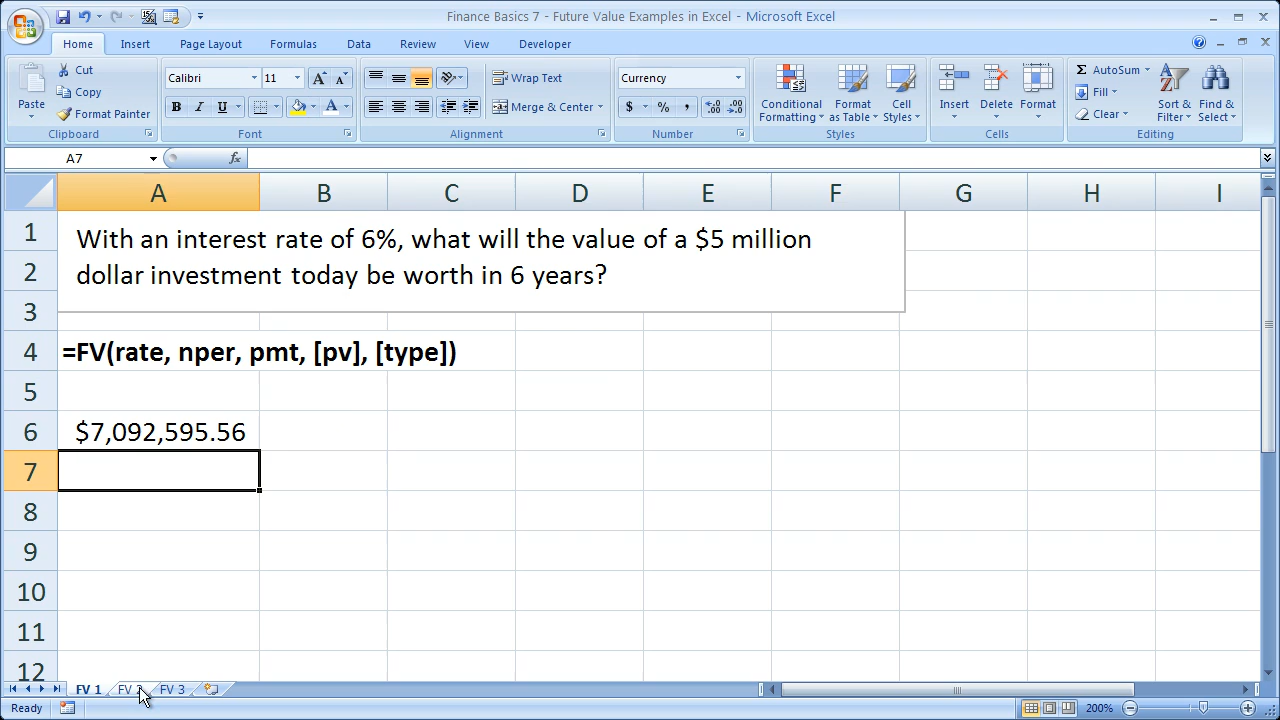 Finance Basics 7 - Future Value Examples in Excel - Microsoft Excel
Home Insert Page Layout Formulas Data Review View Developer
Cut
Copy
Format Painter
Paste
Clipboard
Calibri 11
B I U
Font
Wrap Text
Merge & Center
Alignment
Currency
$ % ,
Number
Conditional Formatting
Format as Table
Cell Styles
Styles
Insert Delete Format
Cells
AutoSum
Fill
Clear
Sort & Filter
Find & Select
Editing
A7 fx
A B C D E F G H I
1
2
3
4
5
6
7
8
9
10
11
12
With an interest rate of 6%, what will the value of a $5 million
dollar investment today be worth in 6 years?
=FV(rate, nper, pmt, [pv], [type])
$7,092,595.56
FV 1 FV 2 FV 3
Ready 200%